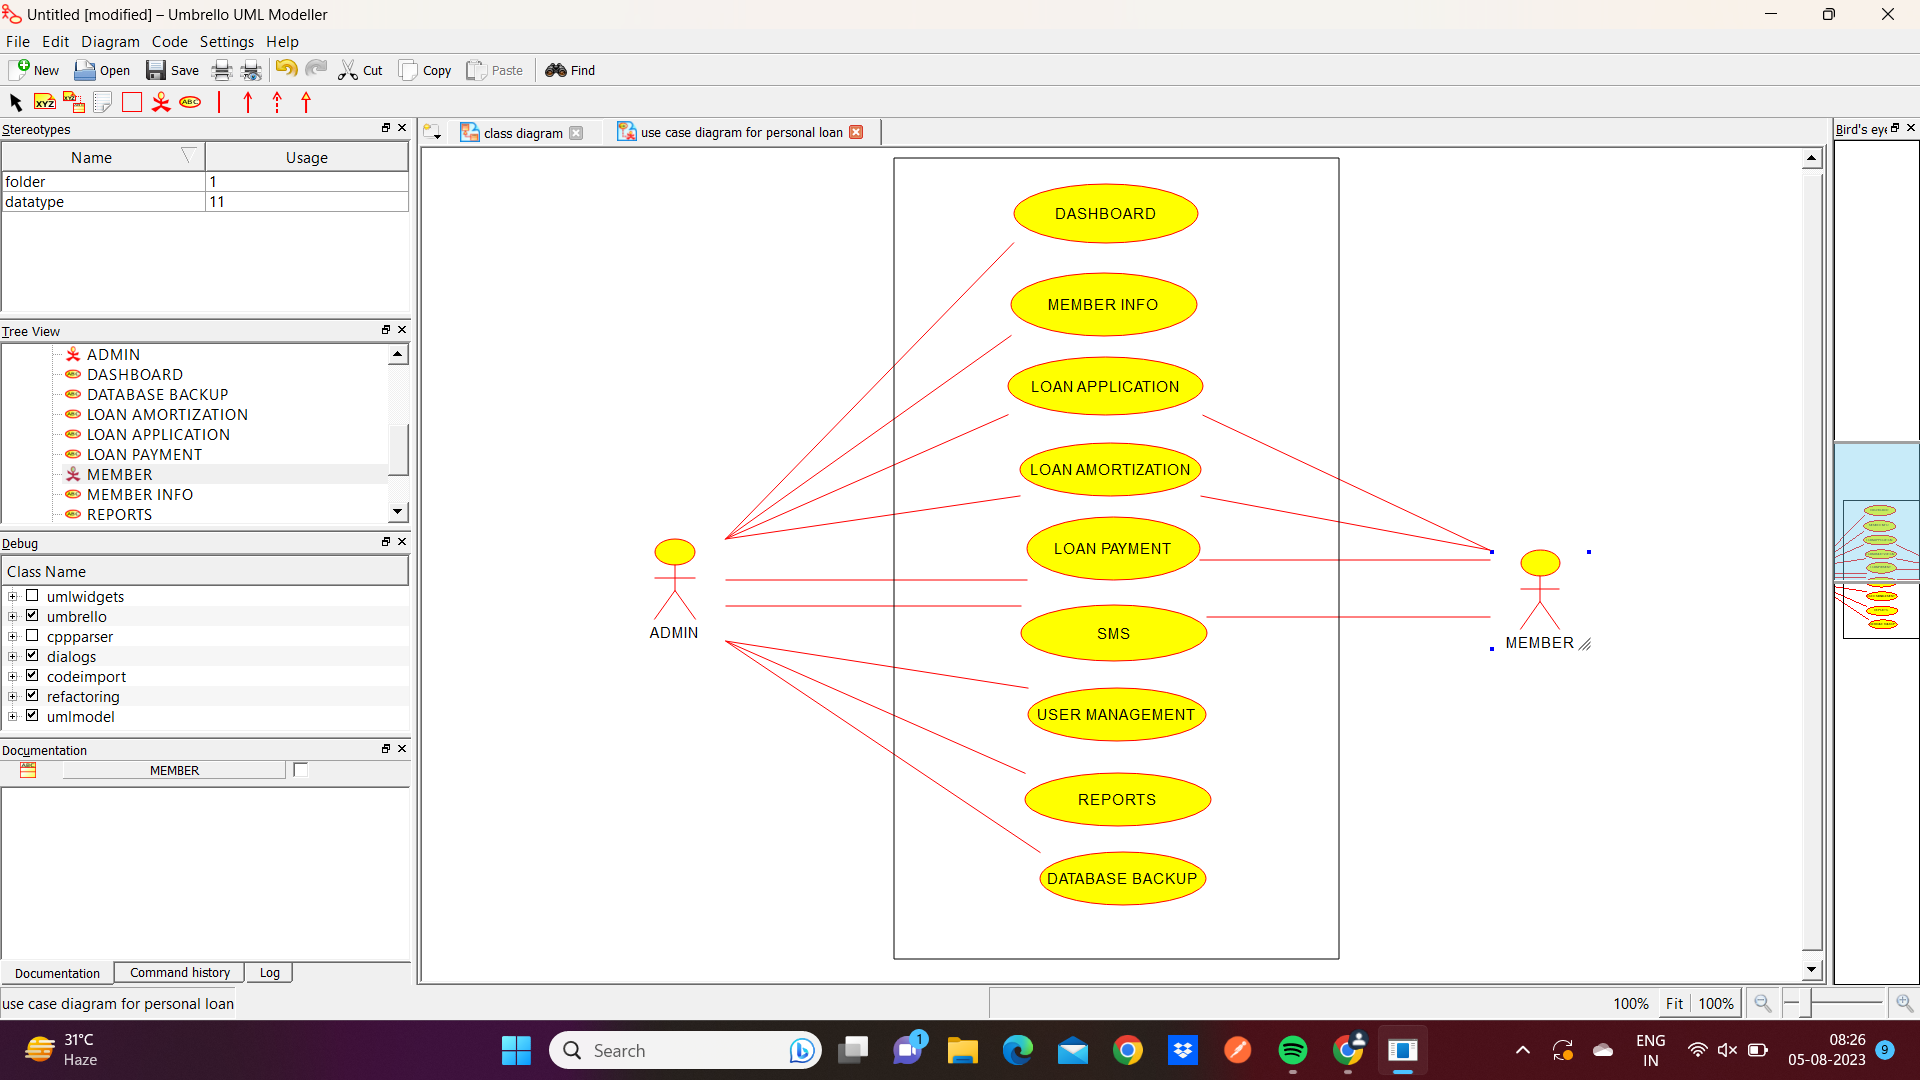 Untitled [modified] – Umbrello UML Modeller
File Edit Diagram Code Settings Help
New Open Save Cut Copy Paste Find
XYZ ABC
Stereotypes
Name Usage
folder 1
datatype 11
Tree View
ADMIN
DASHBOARD
DATABASE BACKUP
LOAN AMORTIZATION
LOAN APPLICATION
LOAN PAYMENT
MEMBER
MEMBER INFO
REPORTS
Debug
Class Name
umlwidgets
umbrello
cppparser
dialogs
codeimport
refactoring
umlmodel
Documentation
MEMBER
Documentation Command history Log
class diagram use case diagram for personal loan
Bird's eye
DASHBOARD
MEMBER INFO
LOAN APPLICATION
LOAN AMORTIZATION
LOAN PAYMENT
SMS
USER MANAGEMENT
REPORTS
DATABASE BACKUP
ADMIN
MEMBER
use case diagram for personal loan
100% Fit 100%
31°C
Haze
Search
1
ENG
IN
08:26
05-08-2023
9